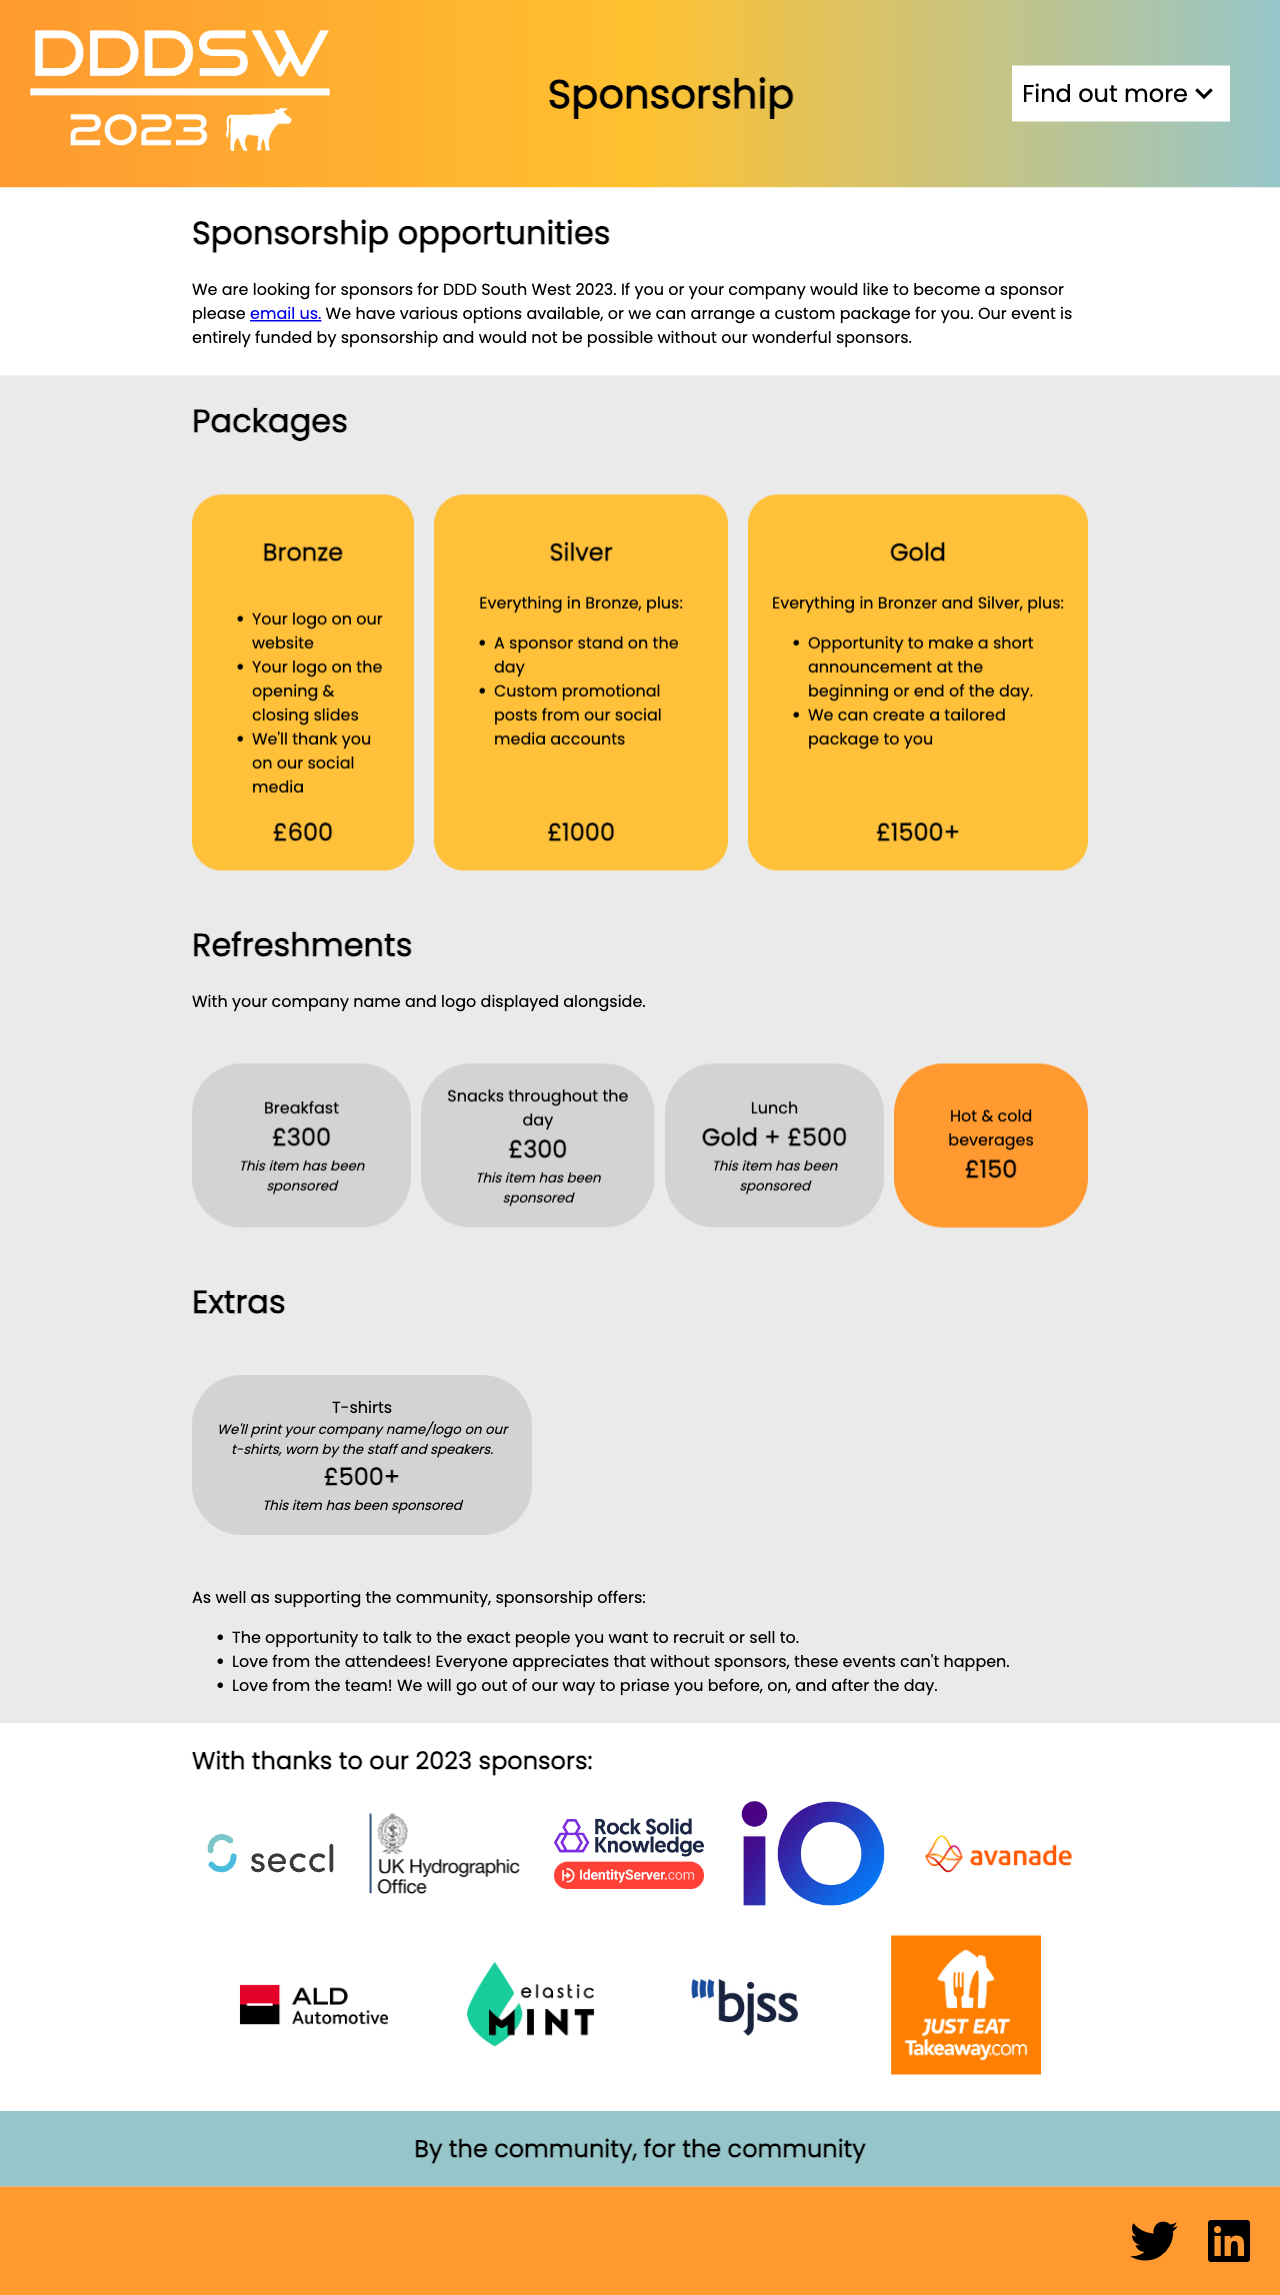 DDDSW
2023
Sponsorship
Find out more
Sponsorship opportunities
We are looking for sponsors for DDD South West 2023. If you or your company would like to become a sponsor
please email us. We have various options available, or we can arrange a custom package for you. Our event is
entirely funded by sponsorship and would not be possible without our wonderful sponsors.
Packages
Bronze
• Your logo on our
website
• Your logo on the
opening &
closing slides
• We'll thank you
on our social
media
£600
Silver
Everything in Bronze, plus:
• A sponsor stand on the
day
• Custom promotional
posts from our social
media accounts
£1000
Gold
Everything in Bronzer and Silver, plus:
• Opportunity to make a short
announcement at the
beginning or end of the day.
• We can create a tailored
package to you
£1500+
Refreshments
With your company name and logo displayed alongside.
Breakfast
£300
This item has been
sponsored
Snacks throughout the
day
£300
This item has been
sponsored
Lunch
Gold + £500
This item has been
sponsored
Hot & cold
beverages
£150
Extras
T-shirts
We'll print your company name/logo on our
t-shirts, worn by the staff and speakers.
£500+
This item has been sponsored
As well as supporting the community, sponsorship offers:
• The opportunity to talk to the exact people you want to recruit or sell to.
• Love from the attendees! Everyone appreciates that without sponsors, these events can't happen.
• Love from the team! We will go out of our way to priase you before, on, and after the day.
With thanks to our 2023 sponsors:
seccl
UK Hydrographic
Office
Rock Solid
Knowledge
IdentityServer.com
iO
avanade
ALD
Automotive
elastic
MINT
bjss
JUST EAT
Takeaway.com
By the community, for the community
in